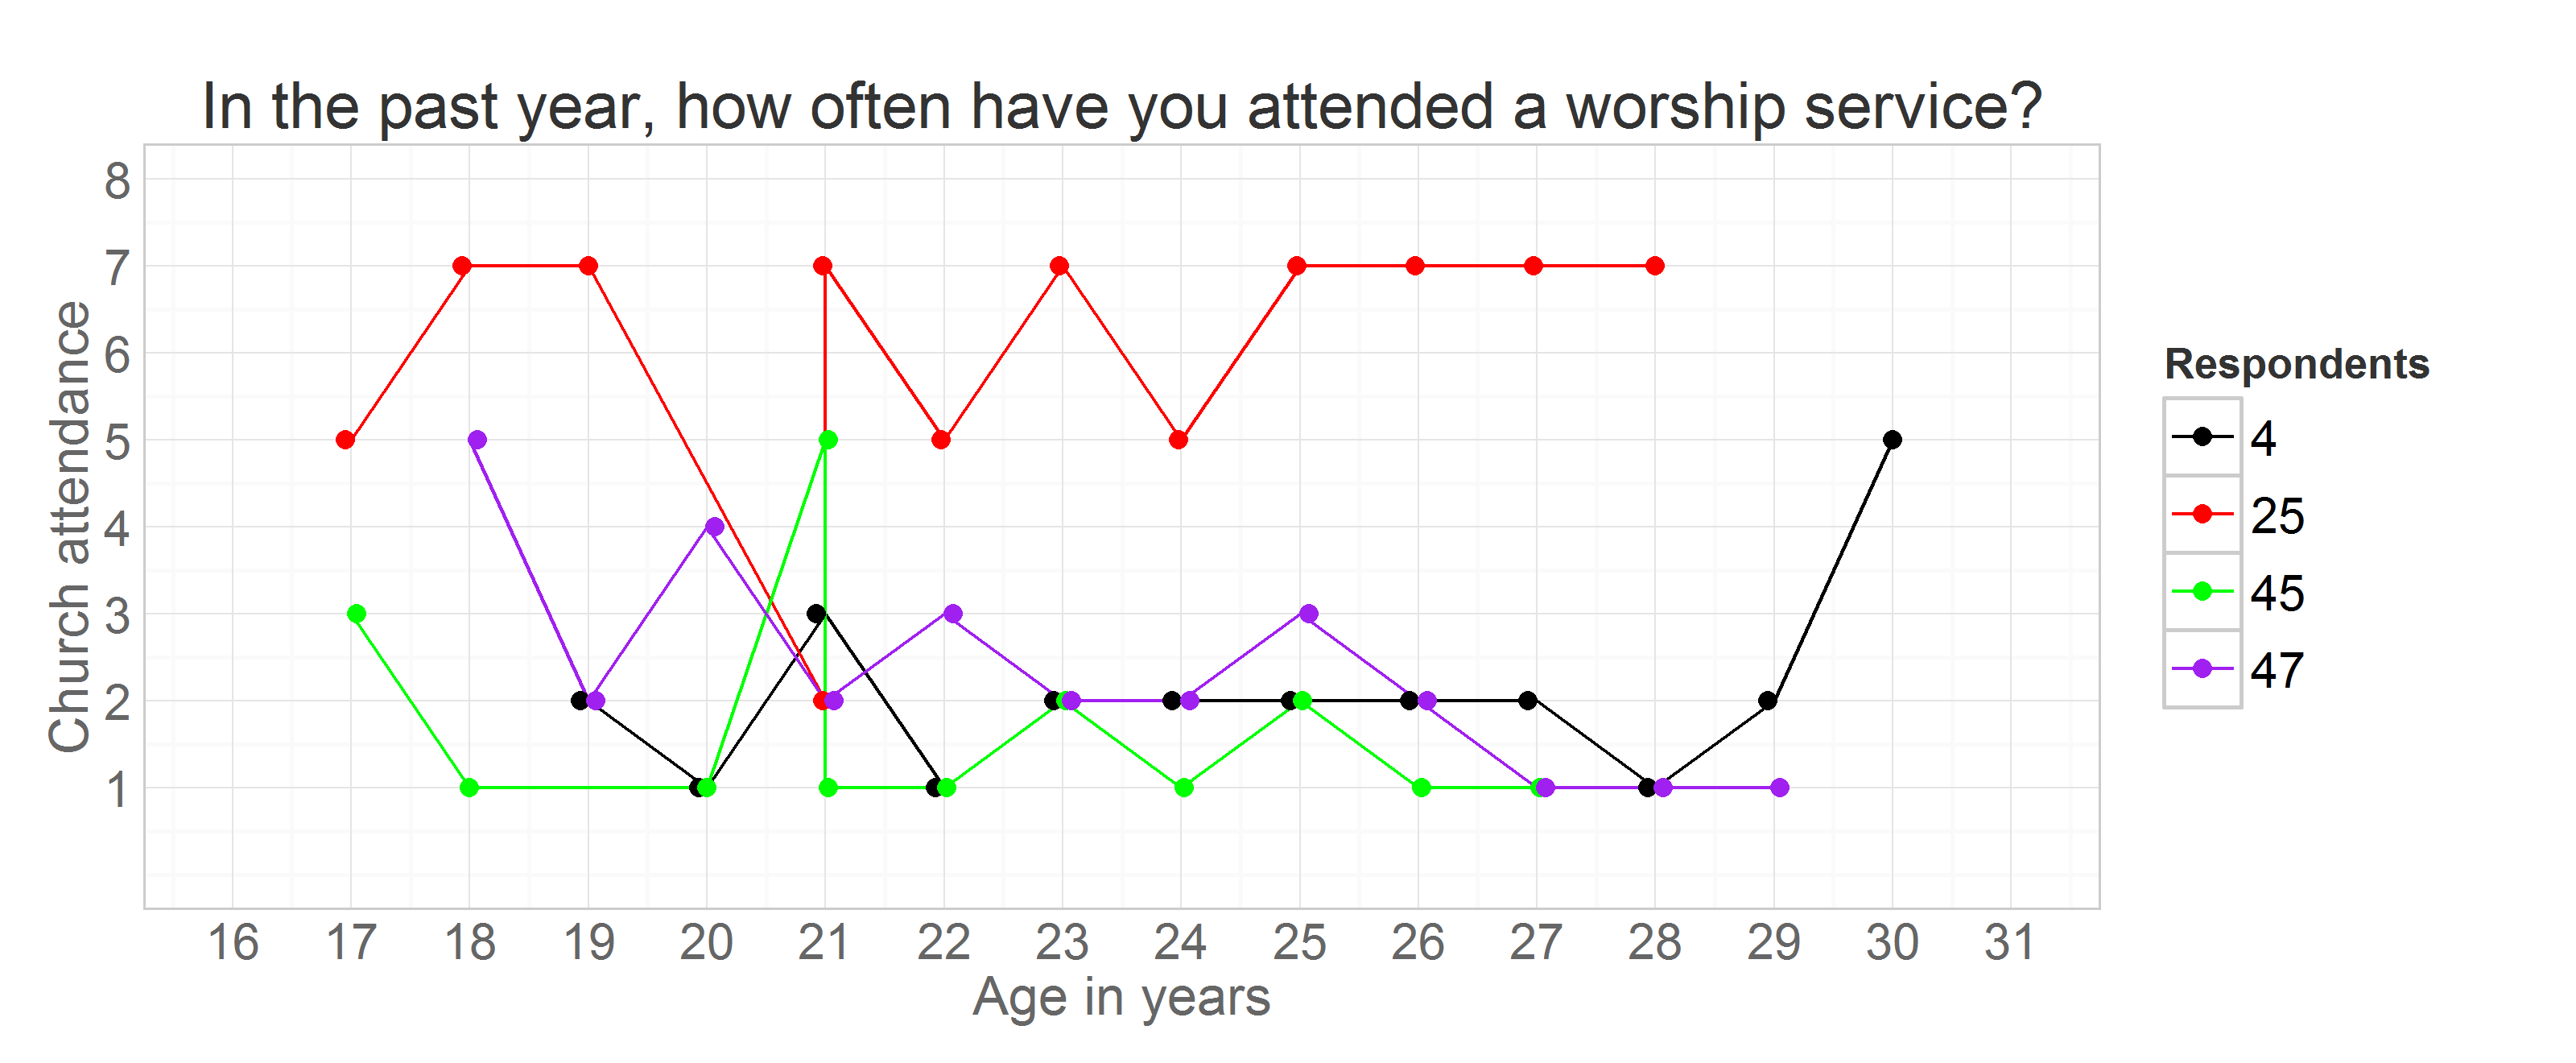 In the past year, how often have you attended a worship service?
Church attendance
8
7
6
5
4
3
2
1
16 17 18 19 20 21 22 23 24 25 26 27 28 29 30 31
Age in years
Respondents
4
25
45
47